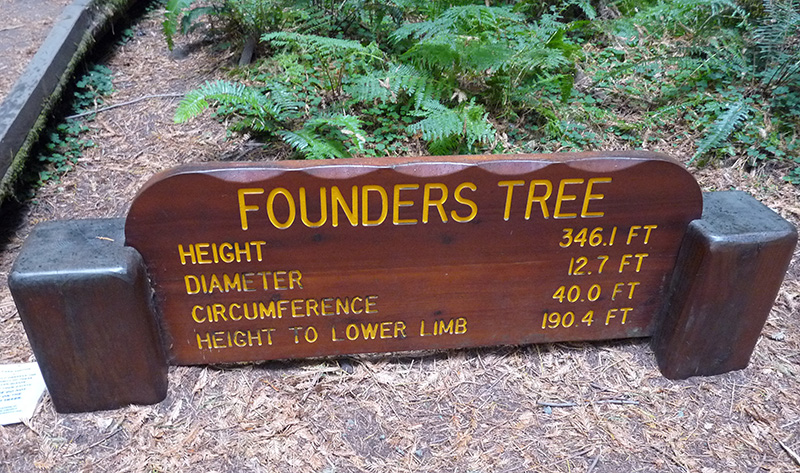 FOUNDERS TREE
HEIGHT 346.1 FT
DIAMETER 12.7 FT
CIRCUMFERENCE 40.0 FT
HEIGHT TO LOWER LIMB 190.4 FT